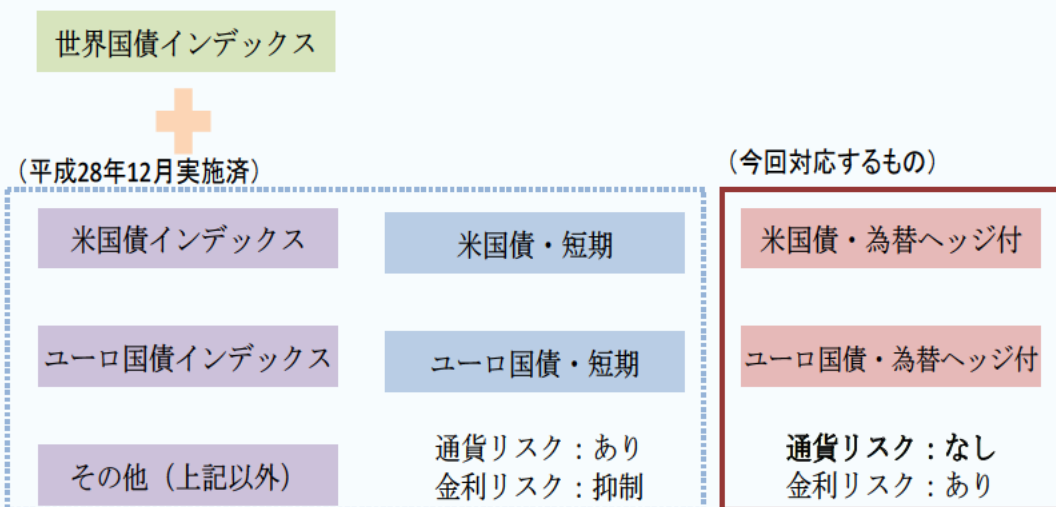 世界国債インデックス
（平成28年12月実施済）
（今回対応するもの）
米国債インデックス
米国債・短期
米国債・為替ヘッジ付
ユーロ国債インデックス
ユーロ国債・短期
ユーロ国債・為替ヘッジ付
その他（上記以外）
通貨リスク：あり
金利リスク：抑制
通貨リスク：なし
金利リスク：あり